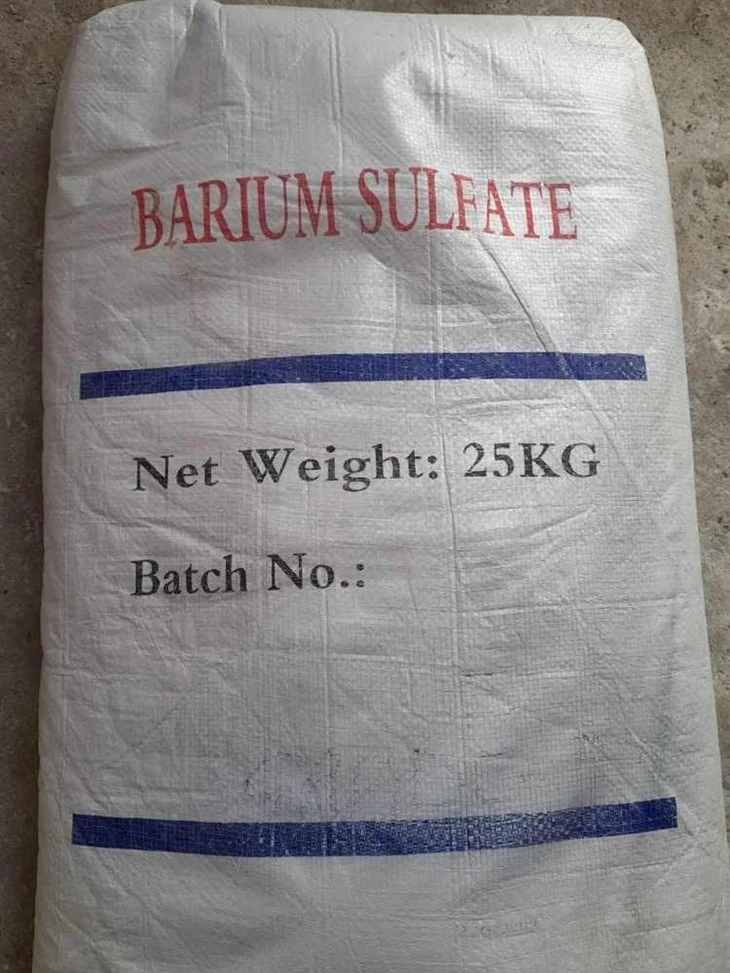 BARIUM SULFATE
Net Weight: 25KG
Batch No.: